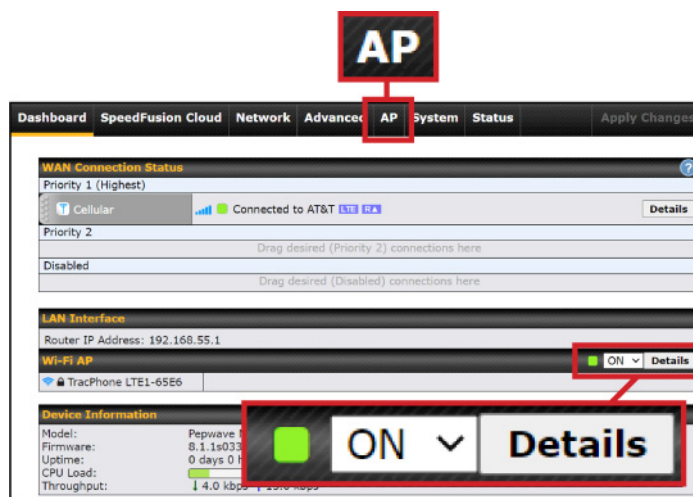 AP
Dashboard SpeedFusion Cloud Network Advanced AP System Status Apply Changes
WAN Connection Status ?
Priority 1 (Highest)
Cellular Connected to AT&T LTE Details
Priority 2
Drag desired (Priority 2) connections here
Disabled
Drag desired (Disabled) connections here
LAN Interface
Router IP Address: 192.168.55.1
Wi-Fi AP ON Details
TracPhone LTE1-65E6
Device Information
ON Details
Model: Pepwave
Firmware: 8.1.1s033
Uptime: 0 days 0
CPU Load:
Throughput: ↓ 4.0 kbps